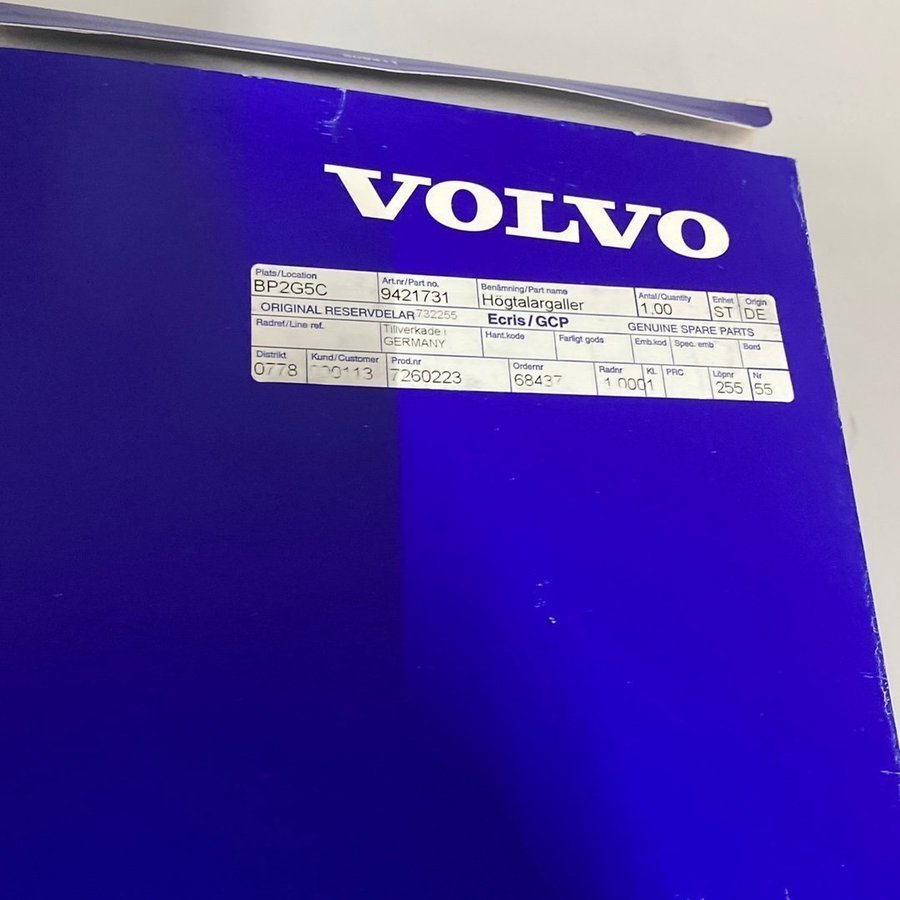 VOLVO
Plats/Location Art.nr/Part no. Benämning/Part name Antal/Quantity Enhet Origin
BP2G5C 9421731 Högtalargaller 1,00 ST DE
ORIGINAL RESERVDELAR 732255 Ecris/GCP GENUINE SPARE PARTS
Radref/Line ref. Tillverkade i Hant.kode Farligt gods Emb.kod Spec. emb Bord
GERMANY
Distrikt Kund/Customer Prod.nr Ordernr Radnr Kl. PRC Löpnr Nr
0778 7260223 68437 1 0001 255 55